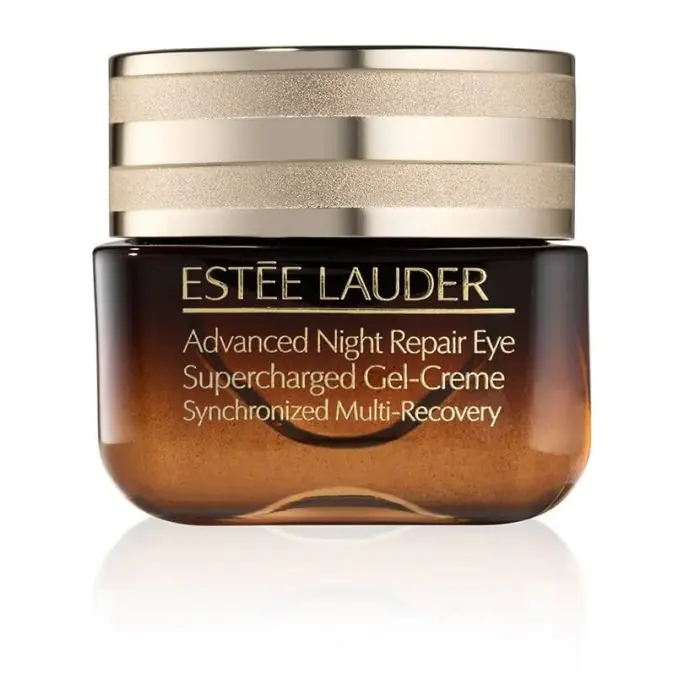 ESTĒE LAUDER
Advanced Night Repair Eye
Supercharged Gel-Creme
Synchronized Multi-Recovery